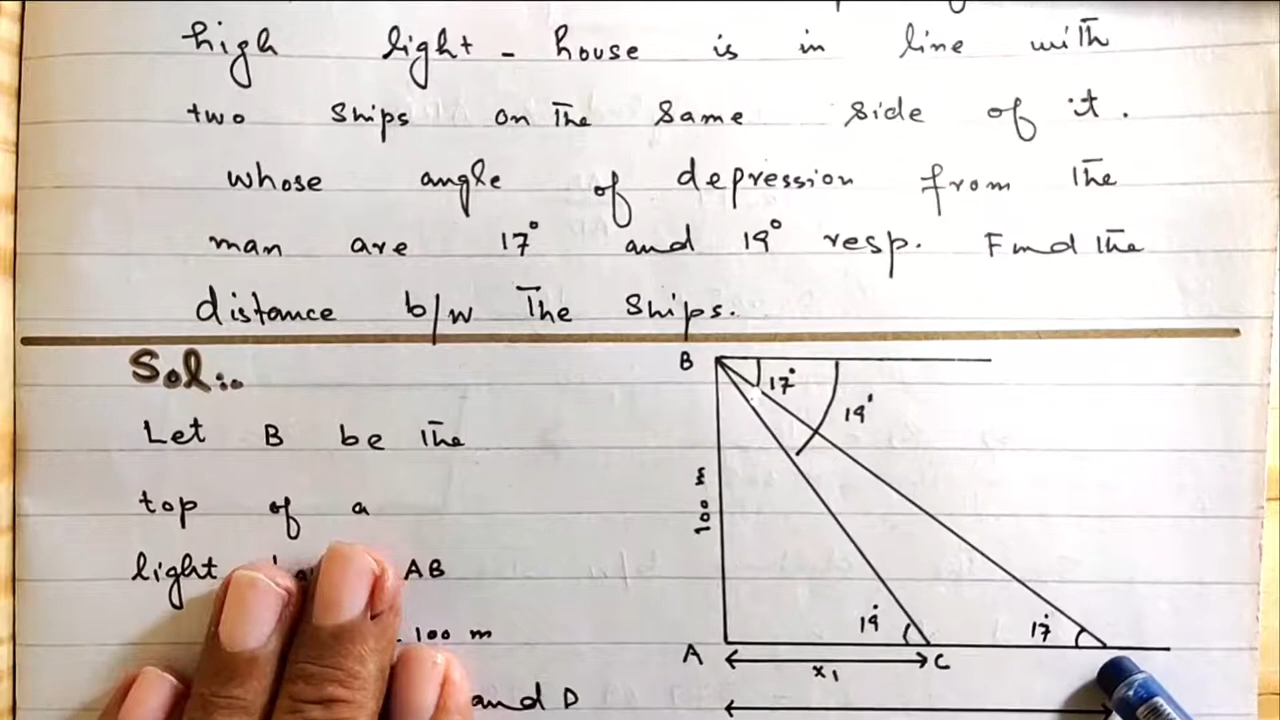 high light - house is in line with
two ships on the same side of it.
whose angle of depression from the
man are 17° and 19° resp. Find the
distance b/w the ships.
Sol:-
Let B be the
top of a
light AB
100 m
and D
B
17°
19°
100 m
19°
17°
A
x₁
C